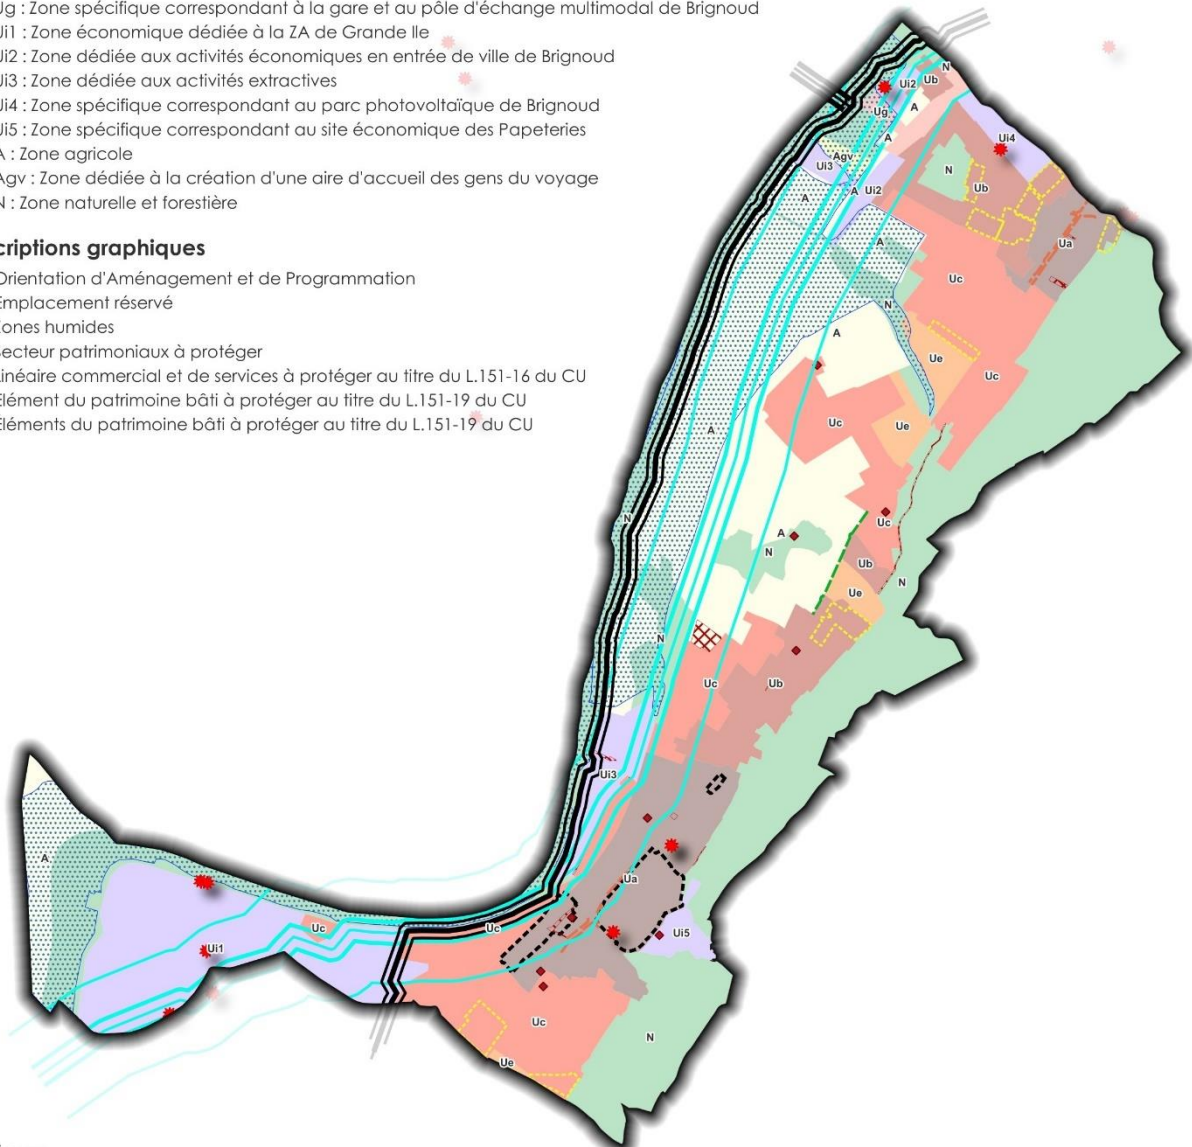 Ug : Zone spécifique correspondant à la gare et au pôle d'échange multimodal de Brignoud
Ui1 : Zone économique dédiée à la ZA de Grande Ile
Ui2 : Zone dédiée aux activités économiques en entrée de ville de Brignoud
Ui3 : Zone dédiée aux activités extractives
Ui4 : Zone spécifique correspondant au parc photovoltaïque de Brignoud
Ui5 : Zone spécifique correspondant au site économique des Papeteries
A : Zone agricole
Agv : Zone dédiée à la création d'une aire d'accueil des gens du voyage
N : Zone naturelle et forestière
criptions graphiques
Orientation d'Aménagement et de Programmation
Emplacement réservé
Zones humides
Secteur patrimoniaux à protéger
Linéaire commercial et de services à protéger au titre du L.151-16 du CU
Elément du patrimoine bâti à protéger au titre du L.151-19 du CU
Eléments du patrimoine bâti à protéger au titre du L.151-19 du CU
N
Ui2
Ub
A
Ug
A
Ui4
Agv
Ui3
N
Ub
A
Ui2
A
A
Ua
Uc
N
A
Ue
Uc
Uc
Ue
A
N
Uc
A
N
Ub
N
Ue
N
Uc
Ub
Ui3
A
Ua
Uc
Uc
Ui5
Ui1
Uc
N
Ue